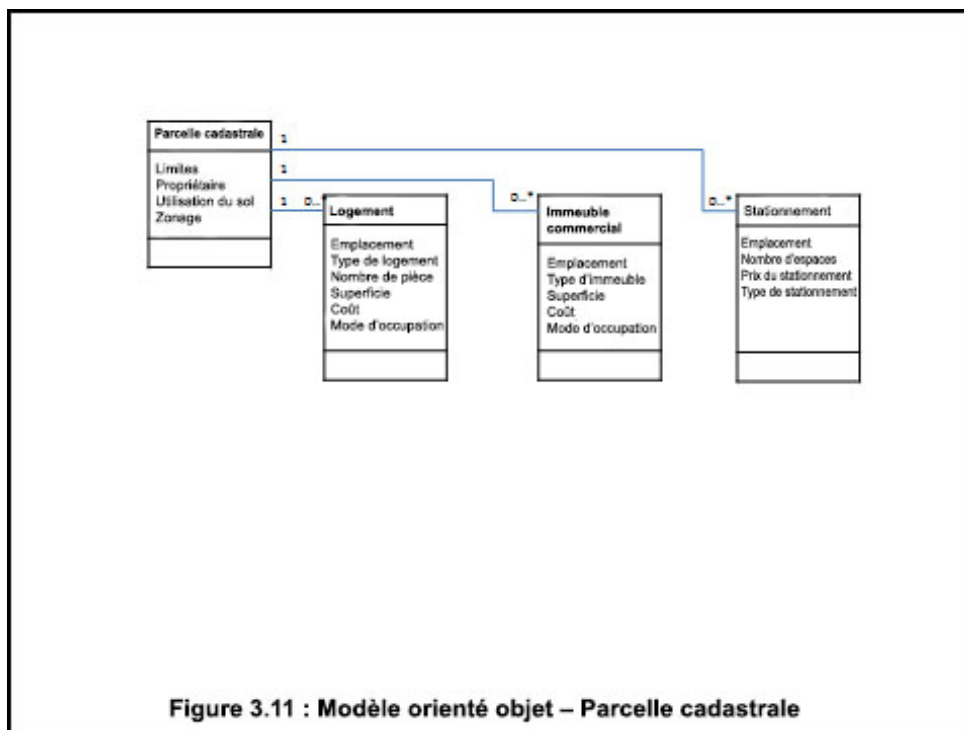 Parcelle cadastrale
Limites
Propriétaire
Utilisation du sol
Zonage
1
1
1
0..*
0..*
0..*
Logement
Emplacement
Type de logement
Nombre de pièce
Superficie
Coût
Mode d'occupation
Immeuble
commercial
Emplacement
Type d'immeuble
Superficie
Coût
Mode d'occupation
Stationnement
Emplacement
Nombre d'espaces
Prix du stationnement
Type de stationnement
Figure 3.11 : Modèle orienté objet – Parcelle cadastrale